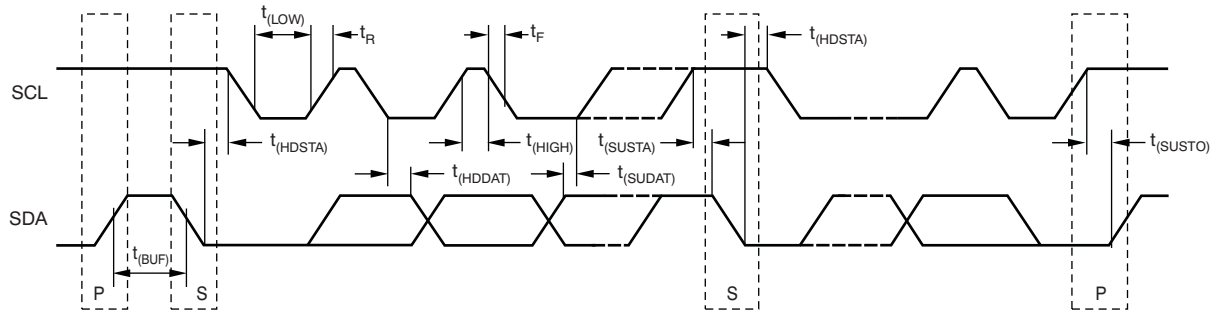 t(LOW)
tR
tF
t(HDSTA)
SCL
t(HDSTA)
t(HIGH)
t(SUSTA)
t(SUSTO)
t(HDDAT)
t(SUDAT)
SDA
t(BUF)
P
S
S
P